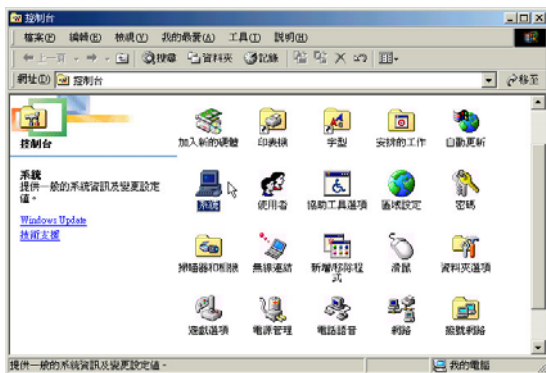 控制台
檔案(F) 編輯(E) 檢視(V) 我的最愛(A) 工具(T) 說明(H)
上一頁 搜尋 資料夾 記錄
網址(D) 控制台 移至
控制台
系統
提供一般的系統資訊及變更設定值。
Windows Update
技術支援
加入新的硬體 印表機 字型 安排的工作 自動更新
系統 使用者 協助工具選項 區域設定 密碼
掃瞄器和相機 無線連結 新增/移除程式 滑鼠 資料夾選項
遊戲選項 電源管理 電話語音 網路 撥號網路
提供一般的系統資訊及變更設定值。 我的電腦